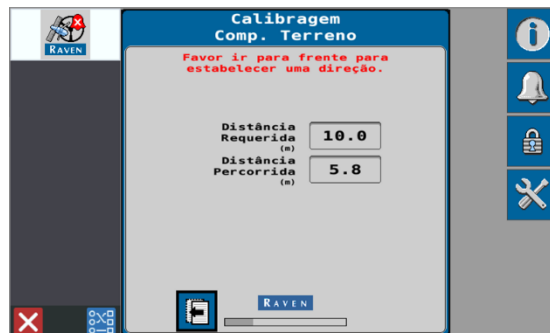 Calibragem
Comp. Terreno
RAVEN
Favor ir para frente para
estabelecer uma direção.
Distância
Requerida
(m)
10.0
Distância
Percorrida
(m)
5.8
RAVEN